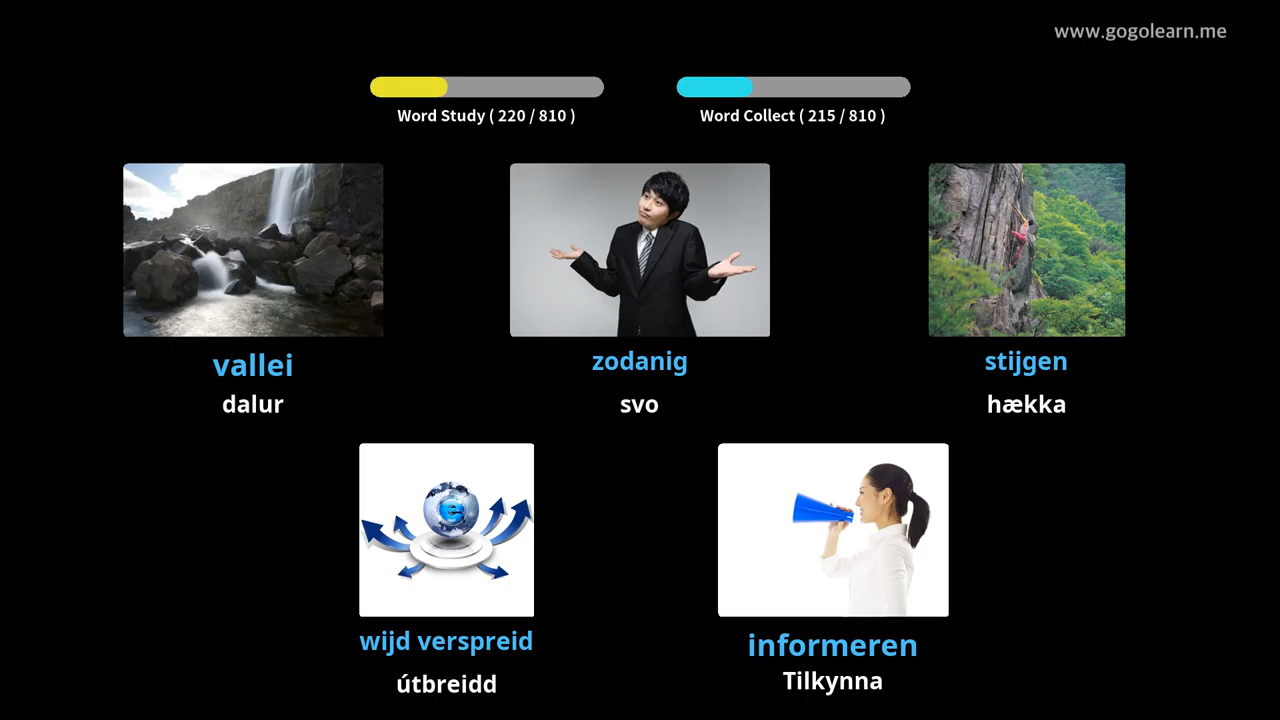 www.gogolearn.me
Word Study ( 220 / 810 )
Word Collect ( 215 / 810 )
vallei
dalur
zodanig
svo
stijgen
hækka
wijd verspreid
útbreidd
informeren
Tilkynna